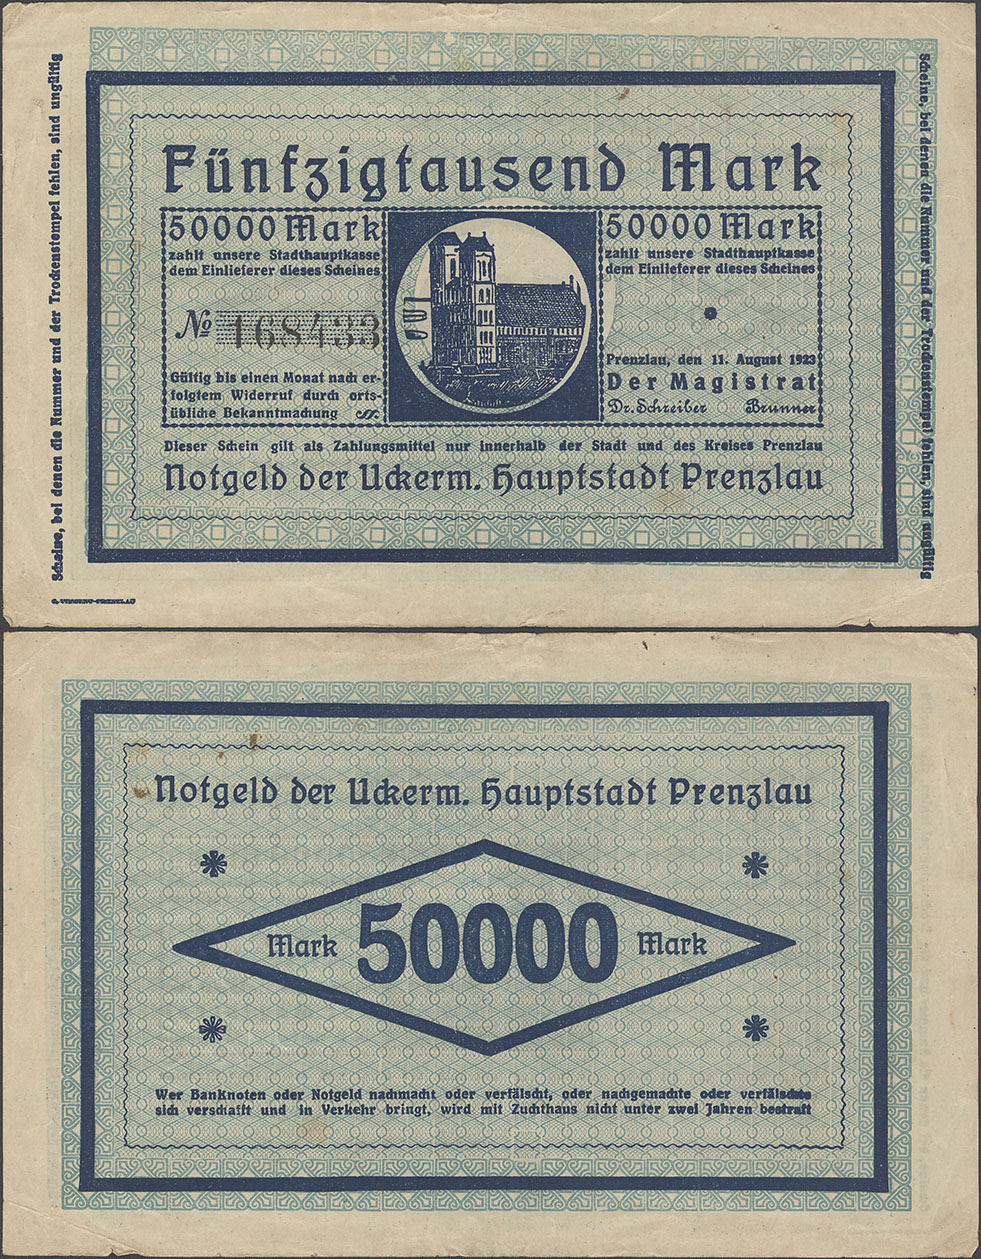 Fünfzigtausend Mark
50000 Mark
zahlt unsere Stadthauptkasse
dem Einlieferer dieses Scheines
№ 168433
Gültig bis einen Monat nach er-
folgtem Widerruf durch orts-
übliche Bekanntmachung
50000 Mark
zahlt unsere Stadthauptkasse
dem Einlieferer dieses Scheines
Prenzlau, den 11. August 1923
Der Magistrat
Dr. Schreiber Brunner
Dieser Schein gilt als Zahlungsmittel nur innerhalb der Stadt und des Kreises Prenzlau
Notgeld der Uckerm. Hauptstadt Prenzlau
Scheine, bei denen die Nummer und der Trockenstempel fehlen, sind ungültig
Scheine, bei denen die Nummer und der Trockenstempel fehlen, sind ungültig
Notgeld der Uckerm. Hauptstadt Prenzlau
Mark 50000 Mark
Wer Banknoten oder Notgeld nachmacht oder verfälscht, oder nachgemachte oder verfälschte
sich verschafft und in Verkehr bringt, wird mit Zuchthaus nicht unter zwei Jahren bestraft